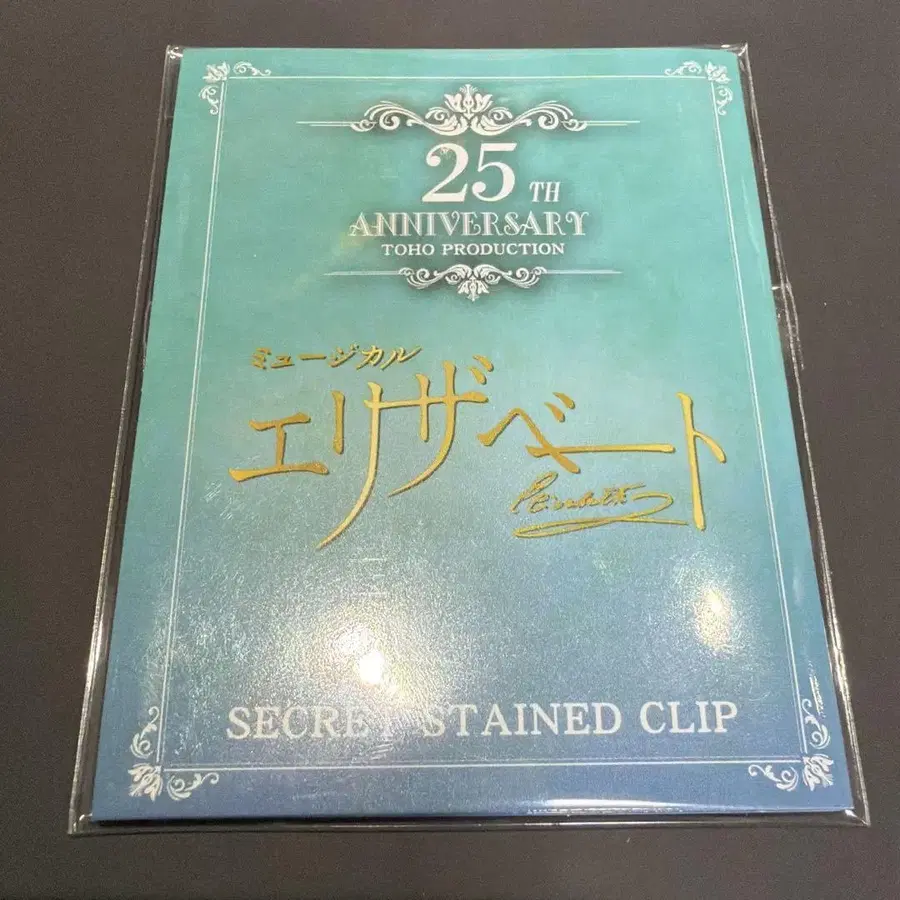 25TH
ANNIVERSARY
TOHO PRODUCTION
ミュージカル
エリザベート
SECRET STAINED CLIP